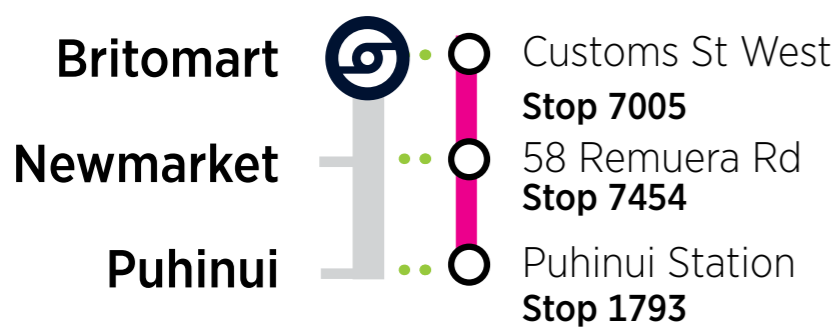 Britomart
Customs St West
Stop 7005
Newmarket
58 Remuera Rd
Stop 7454
Puhinui
Puhinui Station
Stop 1793